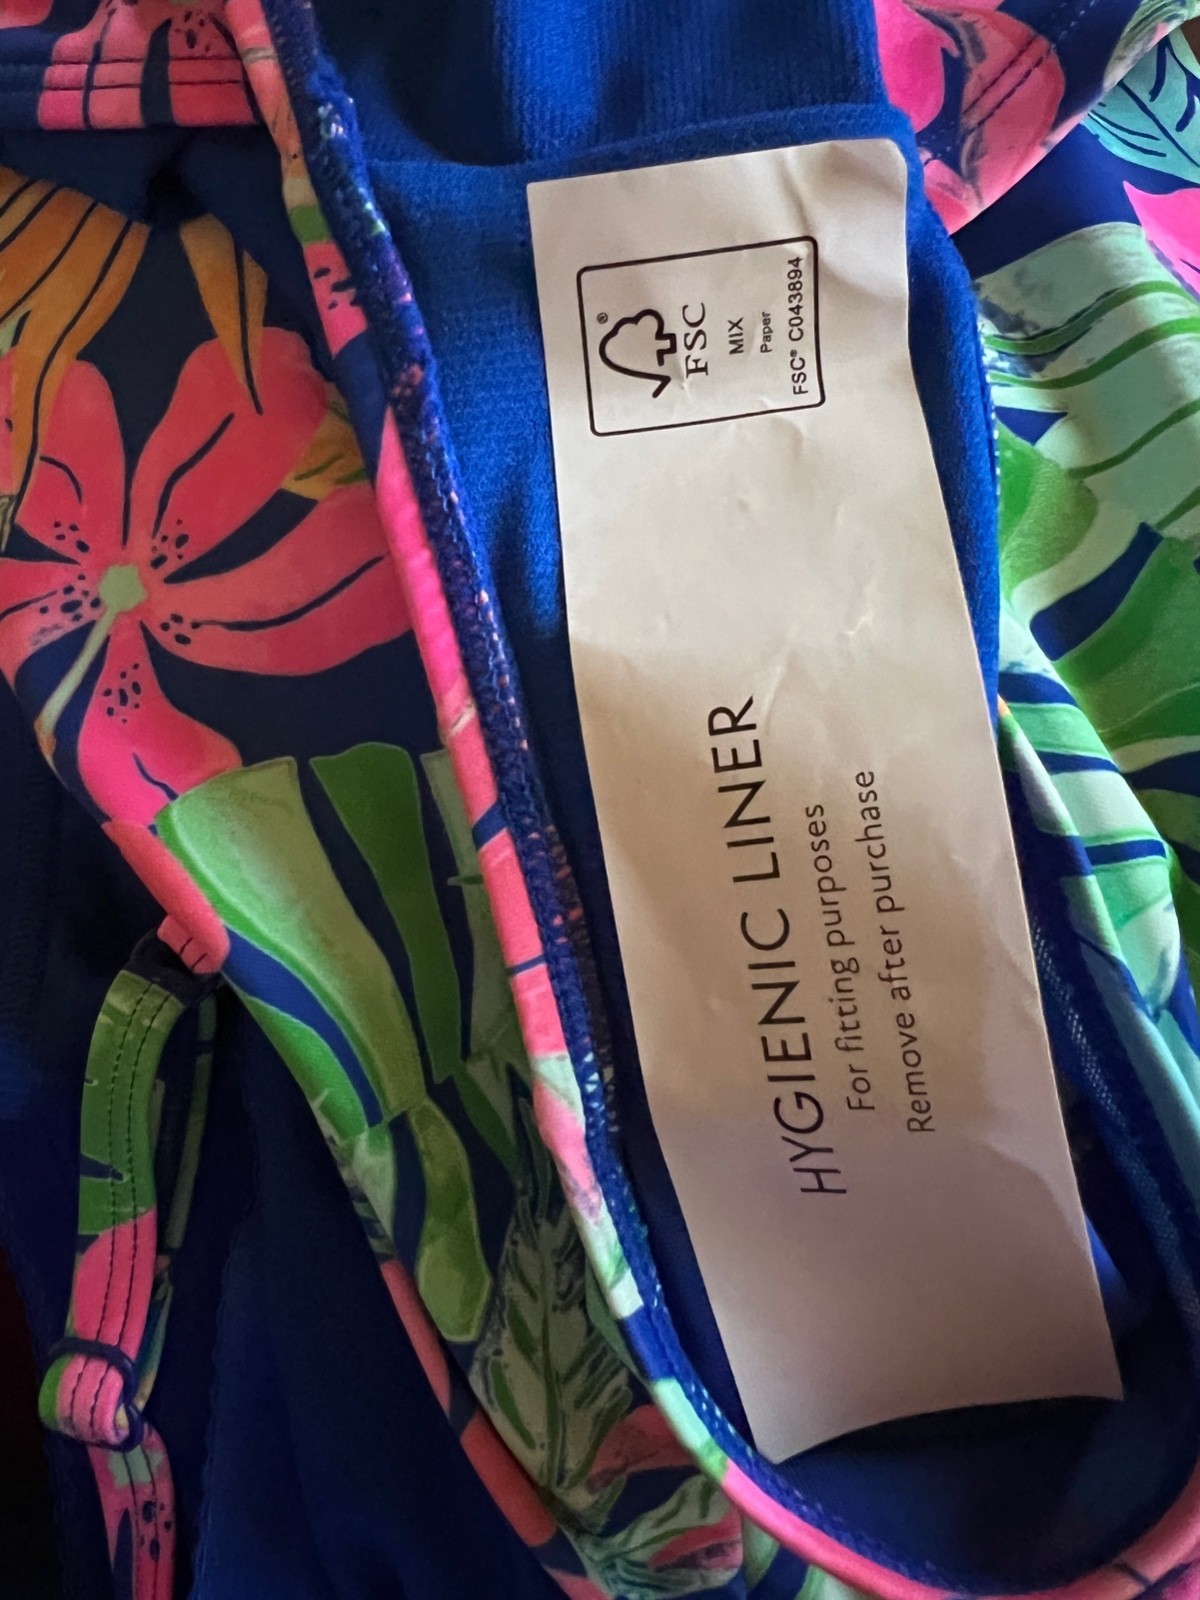 ®
FSC
MIX
Paper
FSC® C043894
HYGIENIC LINER
For fitting purposes
Remove after purchase